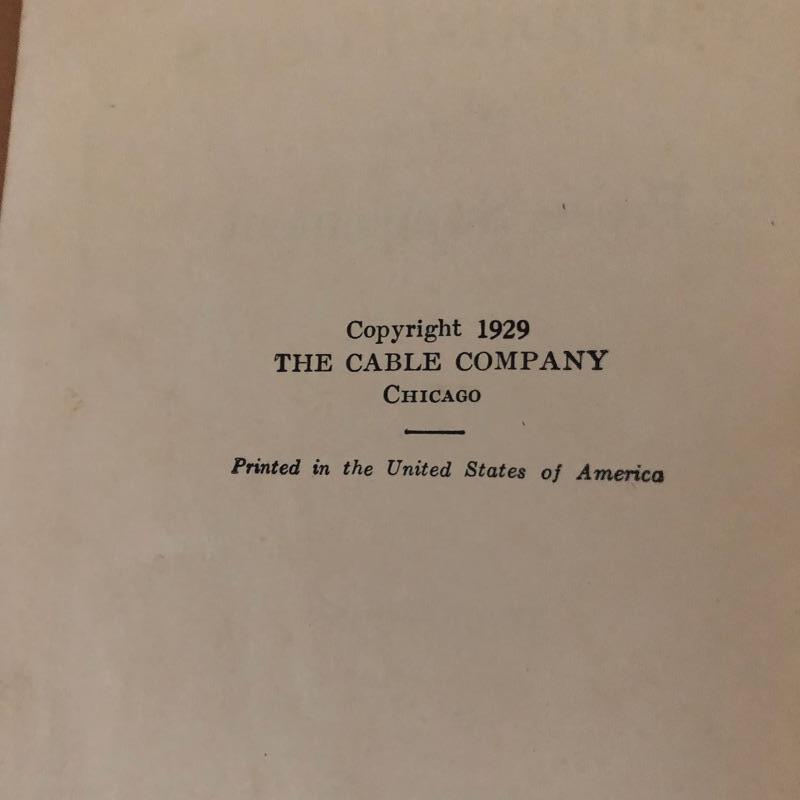 Copyright 1929
THE CABLE COMPANY
CHICAGO
Printed in the United States of America